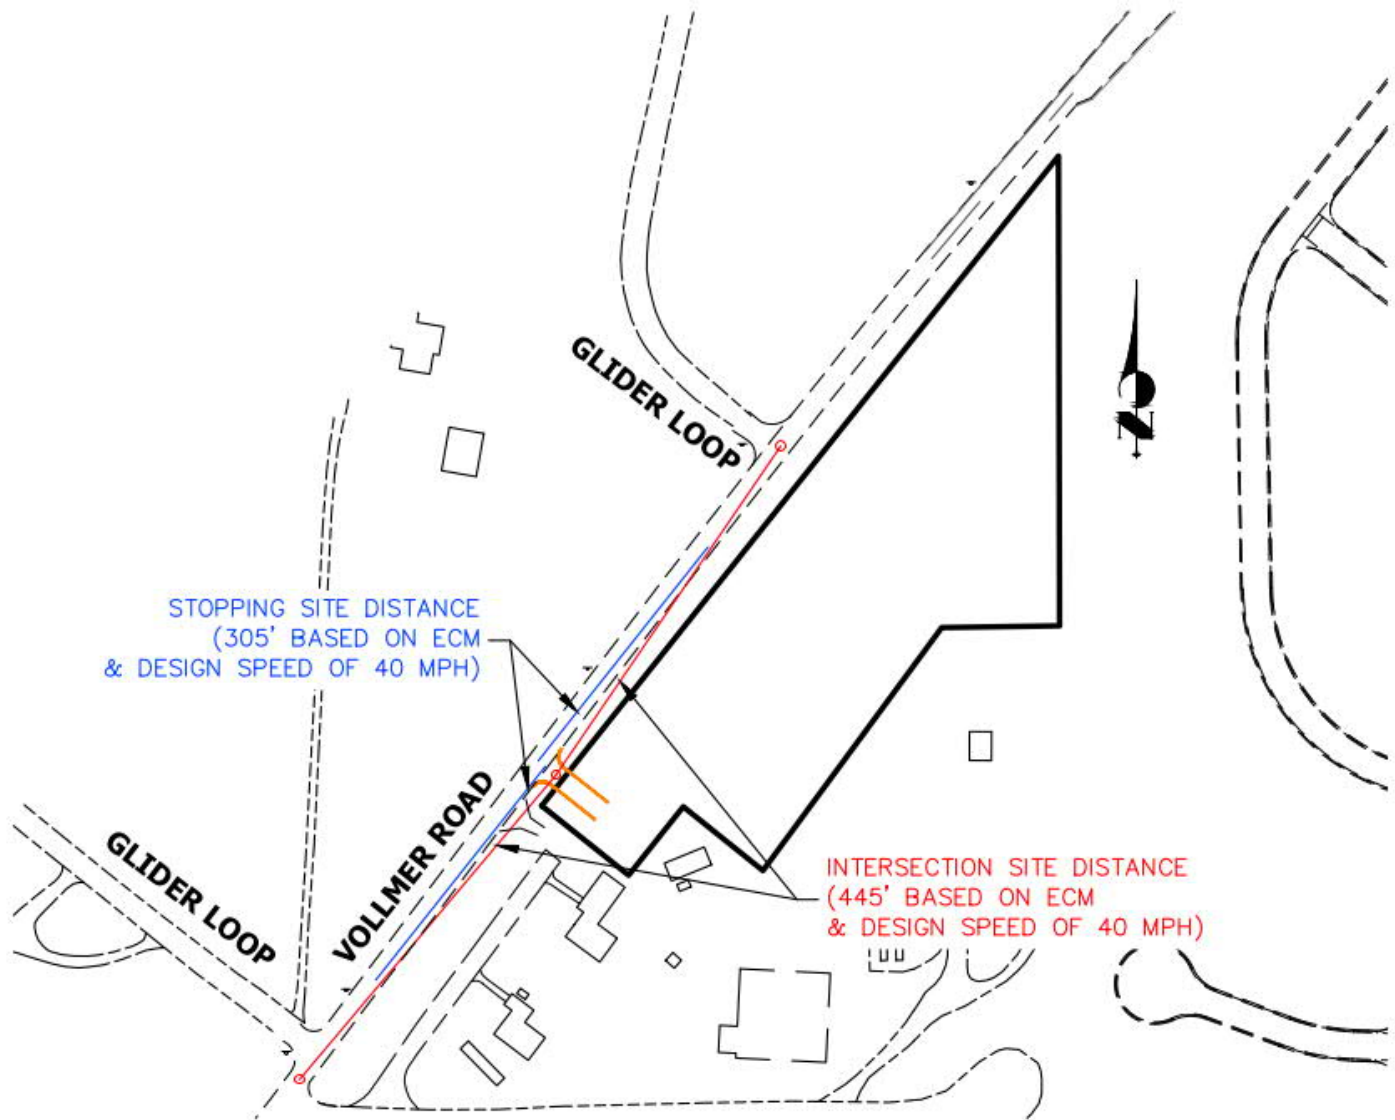 GLIDER LOOP
STOPPING SITE DISTANCE
(305' BASED ON ECM
& DESIGN SPEED OF 40 MPH)
N
VOLLMER ROAD
GLIDER LOOP
INTERSECTION SITE DISTANCE
(445' BASED ON ECM
& DESIGN SPEED OF 40 MPH)